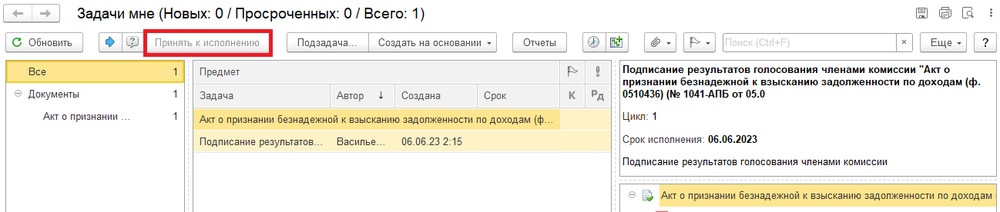 Задачи мне (Новых: 0 / Просроченных: 0 / Всего: 1)
Обновить Принять к исполнению Подзадача... Создать на основании Отчеты Поиск (Ctrl+F) × Еще ?
Все 1
Документы 1
Акт о признании ... 1
Предмет
Задача Автор ↓ Создана Срок К Рд
Акт о признании безнадежной к взысканию задолженности по доходам (ф...
Подписание результатов... Василье... 06.06.23 2:15
Подписание результатов голосования членами комиссии "Акт о
признании безнадежной к взысканию задолженности по доходам (ф.
0510436) (№ 1041-АПБ от 05.0
Цикл: 1
Срок исполнения: 06.06.2023
Подписание результатов голосования членами комиссии
Акт о признании безнадежной к взысканию задолженности по доходам